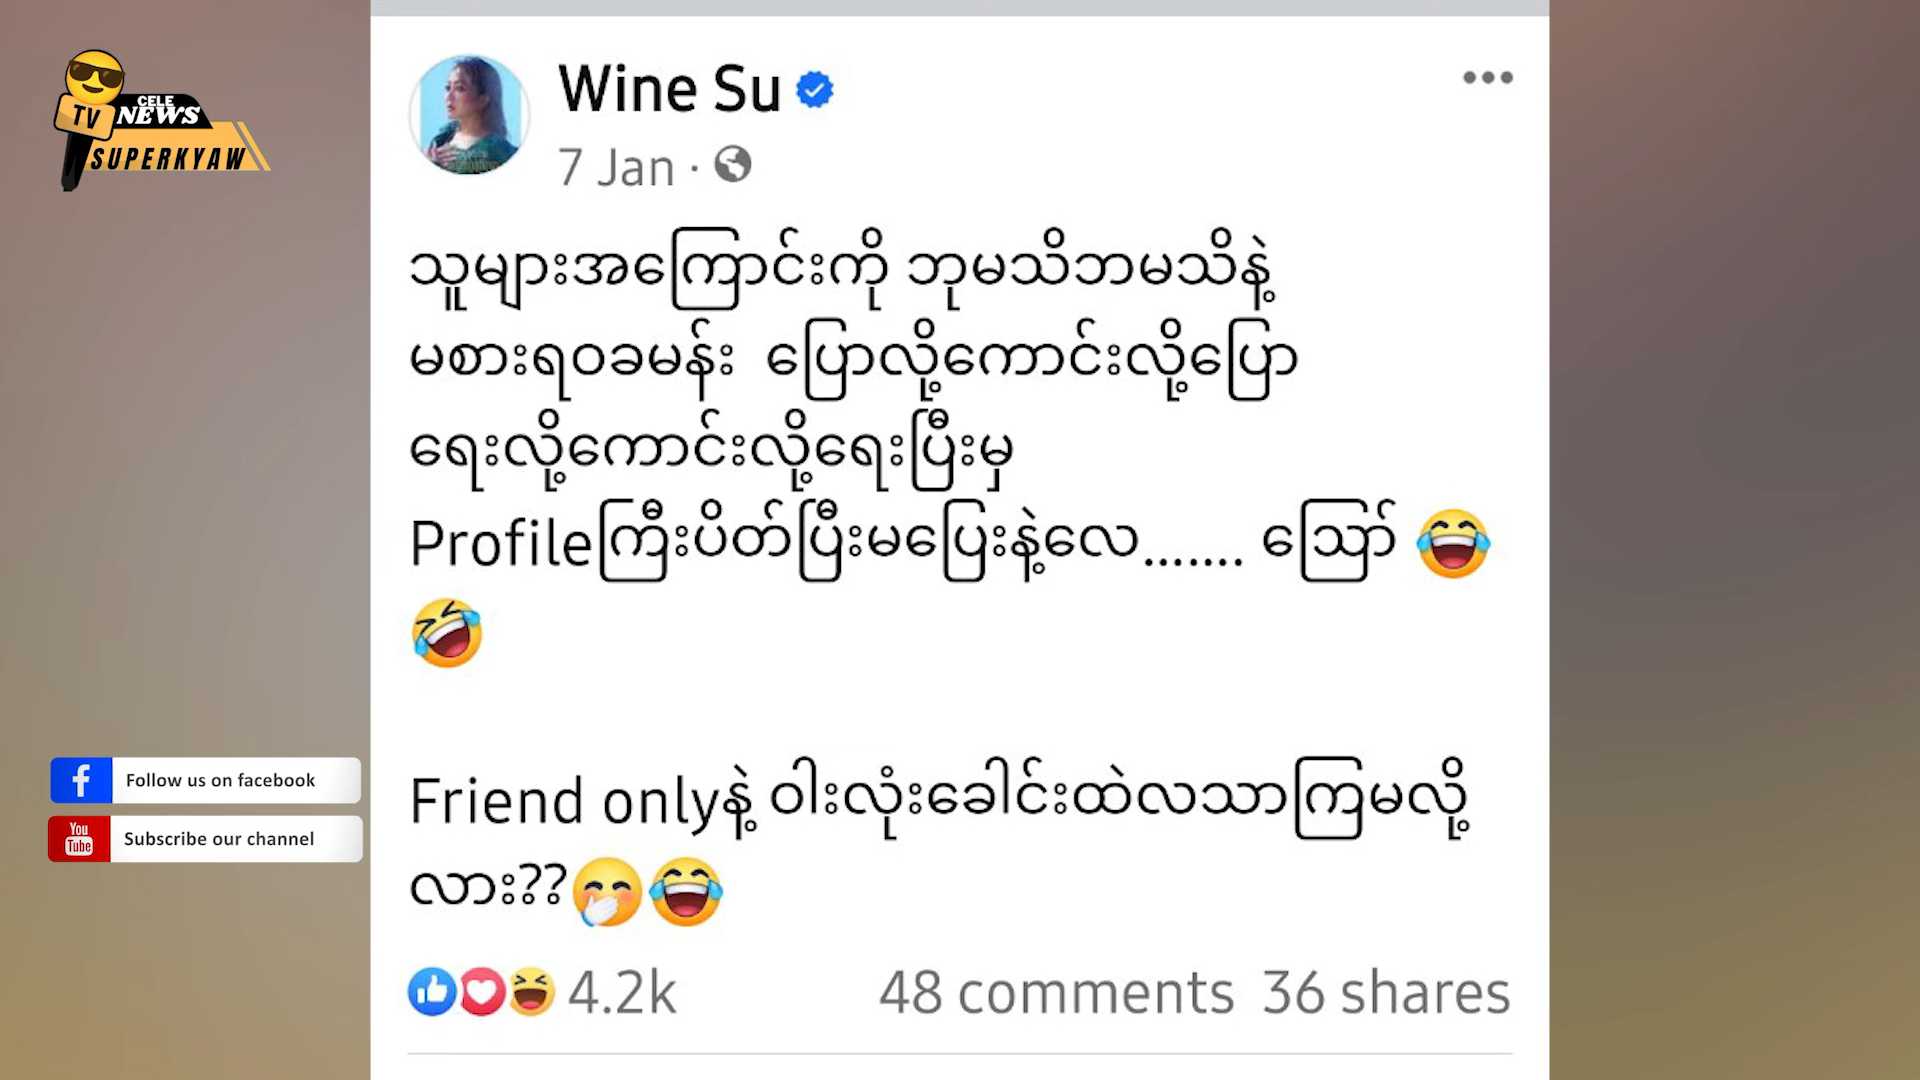 CELE
TV NEWS
SUPERKYAW
Wine Su
7 Jan ·
သူများအကြောင်းကို ဘုမသိဘမသိနဲ့
မစားရဝခမန်း ပြောလို့ကောင်းလို့ပြော
ရေးလို့ကောင်းလို့ရေးပြီးမှ
Profileကြီးပိတ်ပြီးမပြေးနဲ့လေ....... ဩော် 😂
🤣
Friend onlyနဲ့ ဝါးလုံးခေါင်းထဲလသာကြမလို့
လား??🤭😂
4.2k 48 comments 36 shares
Follow us on facebook
You Tube Subscribe our channel